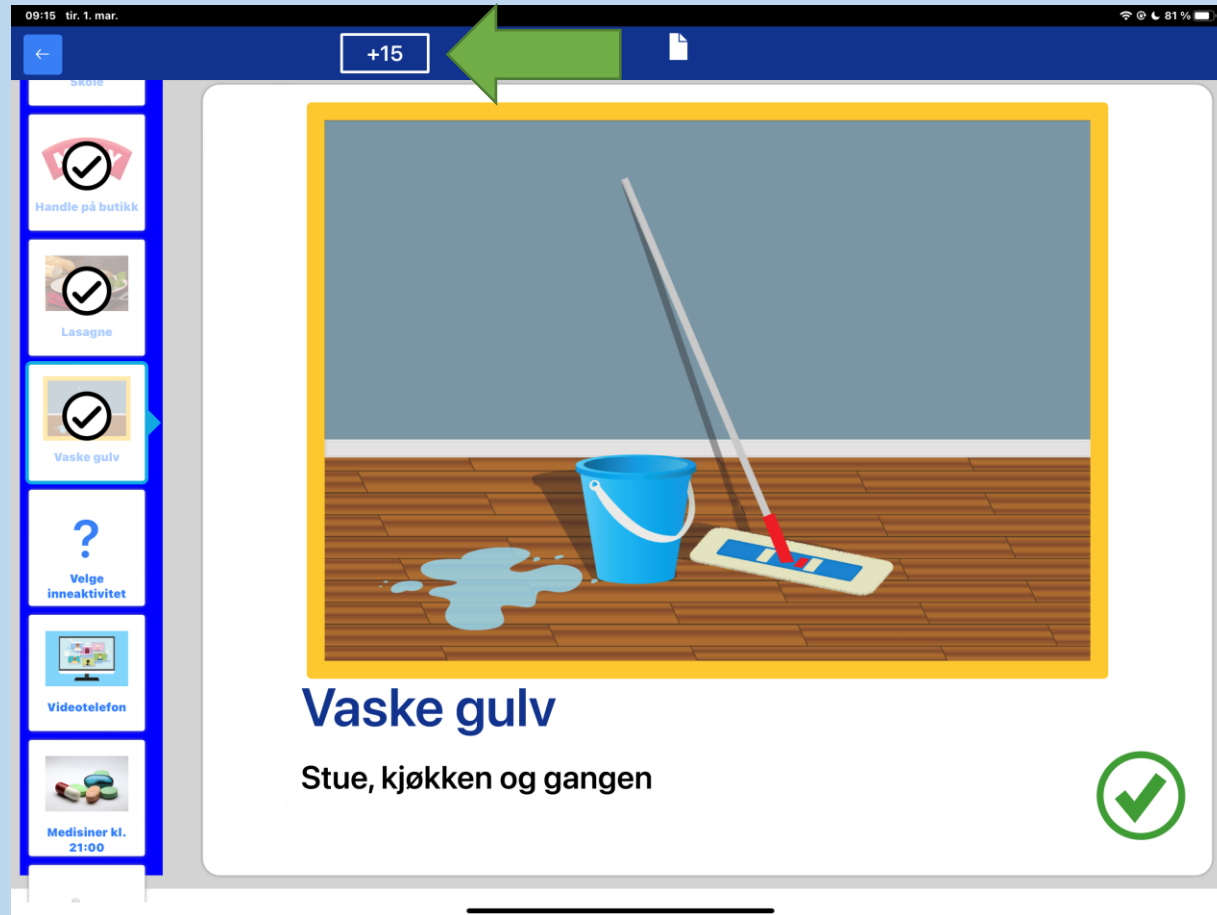 09:15 tir. 1. mar.
81 %
+15
Skole
Handle på butikk
Lasagne
Vaske gulv
?
Velge
inneaktivitet
Videotelefon
Medisiner kl.
21:00
Vaske gulv
Stue, kjøkken og gangen